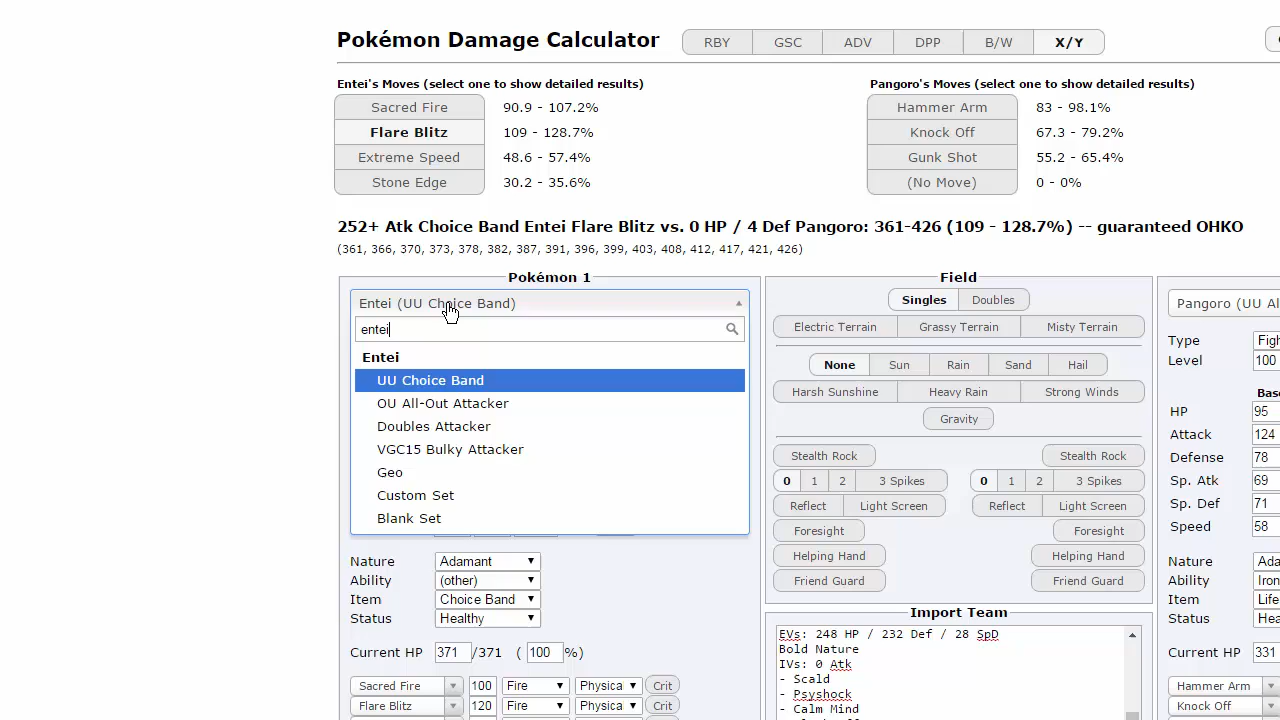 Pokémon Damage Calculator
RBY GSC ADV DPP B/W X/Y
Entei's Moves (select one to show detailed results)
Sacred Fire 90.9 - 107.2%
Flare Blitz 109 - 128.7%
Extreme Speed 48.6 - 57.4%
Stone Edge 30.2 - 35.6%
Pangoro's Moves (select one to show detailed results)
Hammer Arm 83 - 98.1%
Knock Off 67.3 - 79.2%
Gunk Shot 55.2 - 65.4%
(No Move) 0 - 0%
252+ Atk Choice Band Entei Flare Blitz vs. 0 HP / 4 Def Pangoro: 361-426 (109 - 128.7%) -- guaranteed OHKO
(361, 366, 370, 373, 378, 382, 387, 391, 396, 399, 403, 408, 412, 417, 421, 426)
Pokémon 1
Entei (UU Choice Band)
entei
Entei
UU Choice Band
OU All-Out Attacker
Doubles Attacker
VGC15 Bulky Attacker
Geo
Custom Set
Blank Set
Nature Adamant
Ability (other)
Item Choice Band
Status Healthy
Current HP 371 /371 ( 100 %)
Sacred Fire 100 Fire Physica Crit
Flare Blitz 120 Fire Physica Crit
Field
Singles Doubles
Electric Terrain Grassy Terrain Misty Terrain
None Sun Rain Sand Hail
Harsh Sunshine Heavy Rain Strong Winds
Gravity
Stealth Rock Stealth Rock
0 1 2 3 Spikes 0 1 2 3 Spikes
Reflect Light Screen Reflect Light Screen
Foresight Foresight
Helping Hand Helping Hand
Friend Guard Friend Guard
Import Team
EVs: 248 HP / 232 Def / 28 SpD
Bold Nature
IVs: 0 Atk
- Scald
- Psyshock
- Calm Mind
Pangoro (UU Al
Type Figh
Level 100
Base
HP 95
Attack 124
Defense 78
Sp. Atk 69
Sp. Def 71
Speed 58
Nature Ada
Ability Iron
Item Life
Status Hea
Current HP 331
Hammer Arm
Knock Off